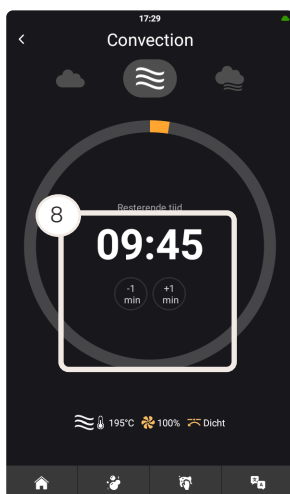 17:29
Convection
Resterende tijd
8
09:45
-1 min
+1 min
195°C 100% Dicht